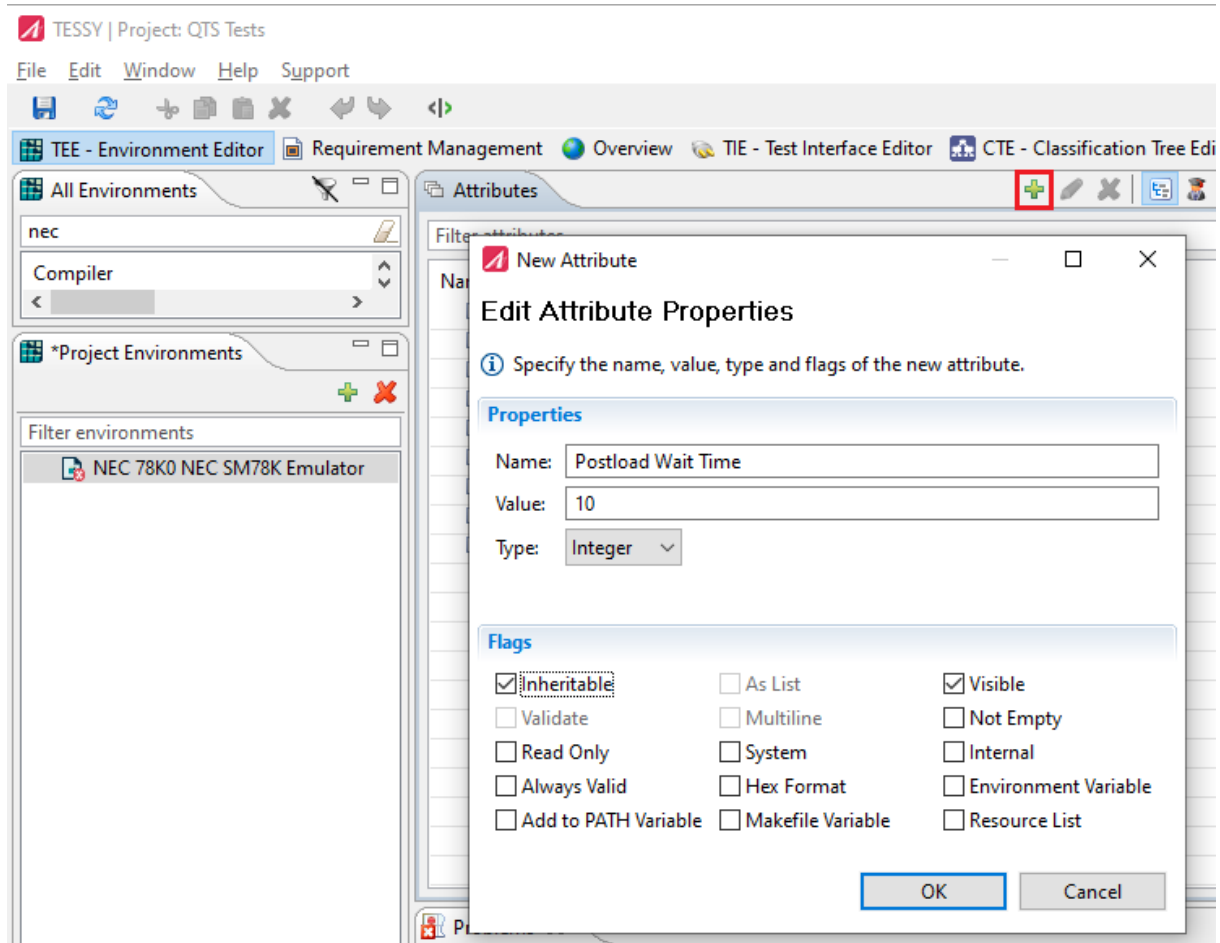 TESSY | Project: QTS Tests
File Edit Window Help Support
TEE - Environment Editor Requirement Management Overview TIE - Test Interface Editor CTE - Classification Tree Edi
All Environments
Attributes
nec
Filter attributes
Compiler
Nar
New Attribute
Edit Attribute Properties
*Project Environments
Specify the name, value, type and flags of the new attribute.
Properties
Filter environments
Name: Postload Wait Time
NEC 78K0 NEC SM78K Emulator
Value: 10
Type: Integer
Flags
Inheritable As List Visible
Validate Multiline Not Empty
Read Only System Internal
Always Valid Hex Format Environment Variable
Add to PATH Variable Makefile Variable Resource List
OK Cancel